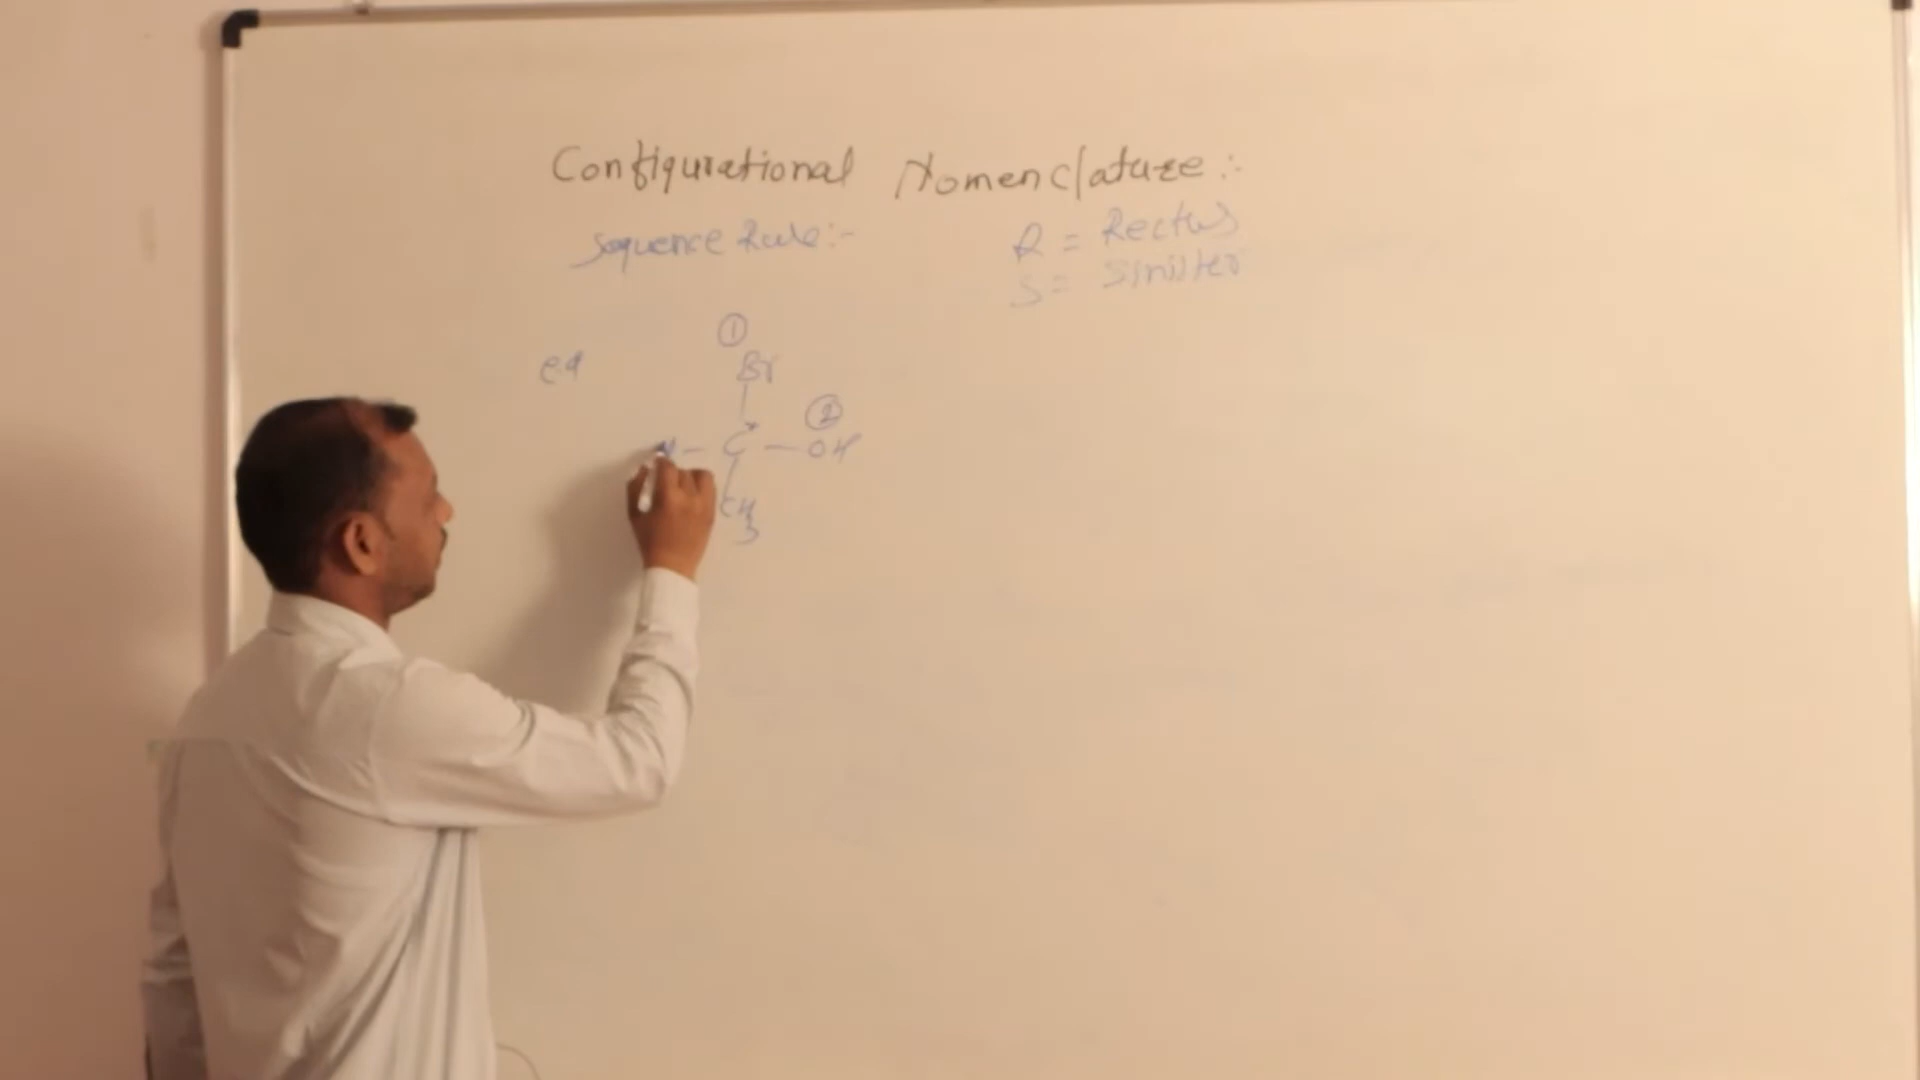 Configurational Nomenclature :-
Sequence Rule :-
R = Rectus
S = Sinister
①
eg
Br
②
H - C* - OH
CH3